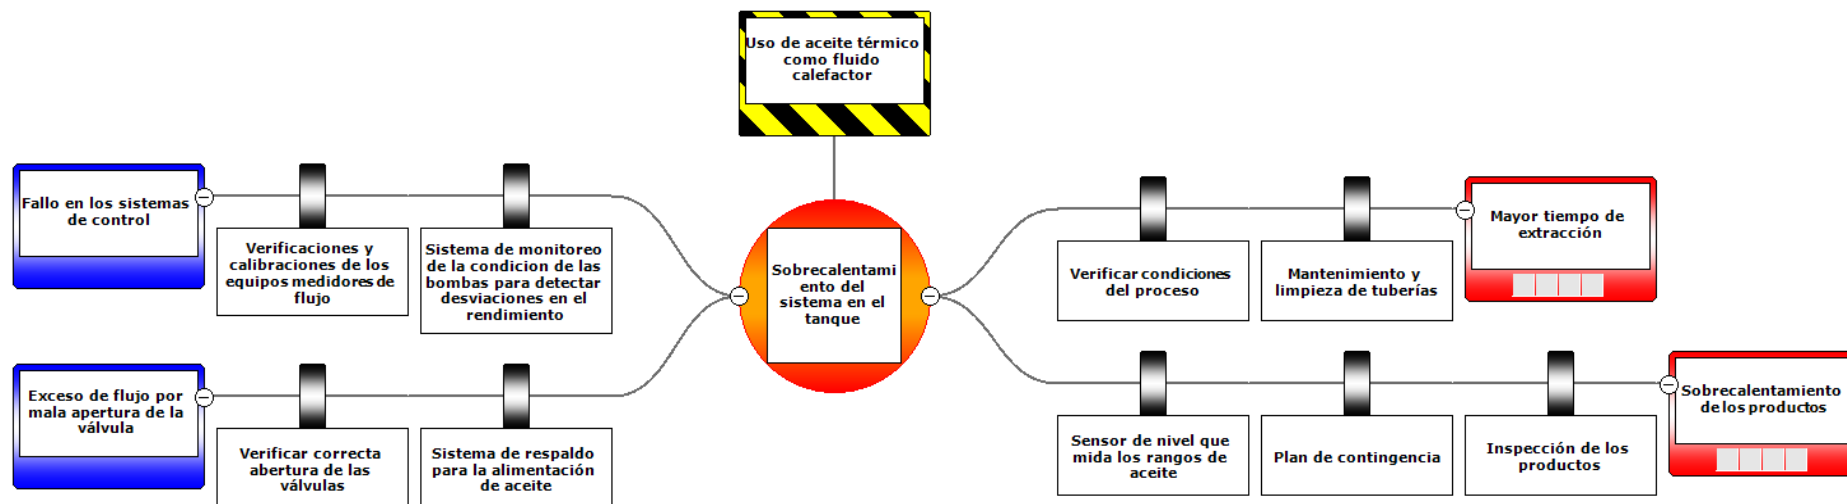 Uso de aceite térmico
como fluido
calefactor
Fallo en los sistemas
de control
Verificaciones y
calibraciones de los
equipos medidores de
flujo
Sistema de monitoreo
de la condicion de las
bombas para detectar
desviaciones en el
rendimiento
Exceso de flujo por
mala apertura de la
válvula
Verificar correcta
abertura de las
válvulas
Sistema de respaldo
para la alimentación
de aceite
Sobrecalentami
ento del
sistema en el
tanque
Verificar condiciones
del proceso
Mantenimiento y
limpieza de tuberías
Mayor tiempo de
extracción
Sensor de nivel que
mida los rangos de
aceite
Plan de contingencia
Inspección de los
productos
Sobrecalentamiento
de los productos